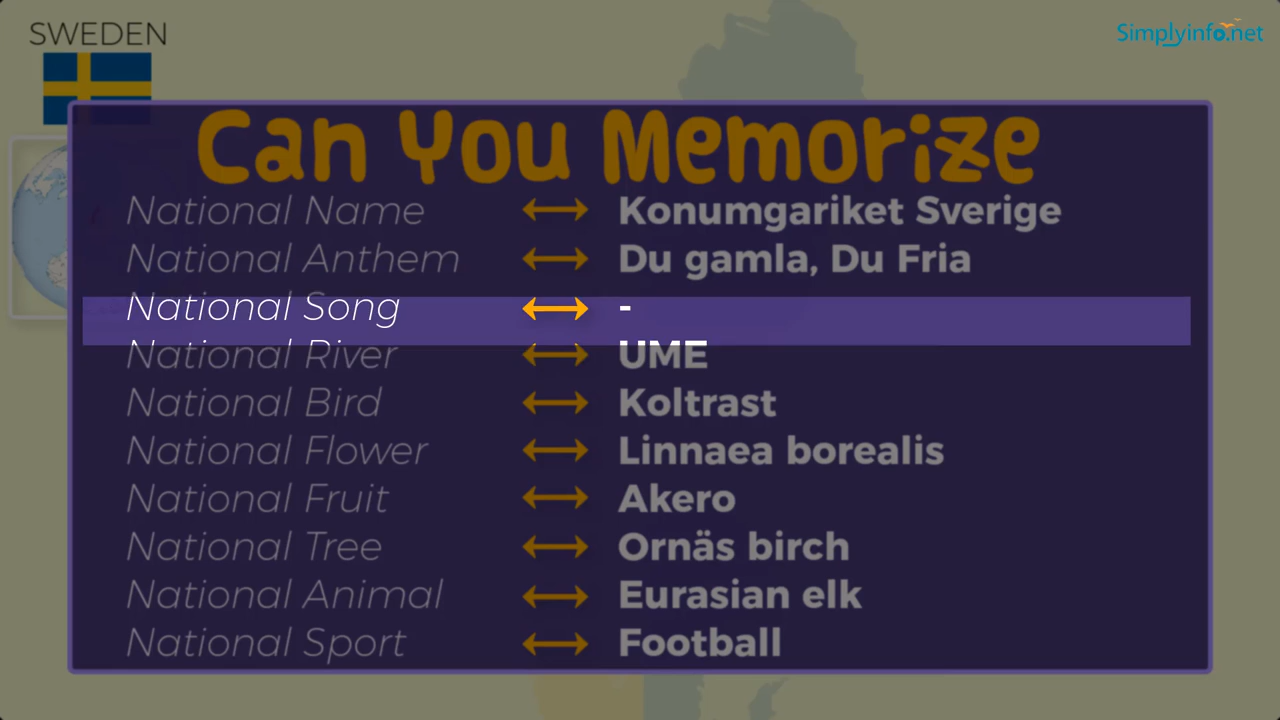 SWEDEN
Simplyinfo.net
Can You Memorize
National Name ↔ Konumgariket Sverige
National Anthem ↔ Du gamla, Du Fria
National Song ↔ -
National River ↔ UME
National Bird ↔ Koltrast
National Flower ↔ Linnaea borealis
National Fruit ↔ Akero
National Tree ↔ Ornäs birch
National Animal ↔ Eurasian elk
National Sport ↔ Football